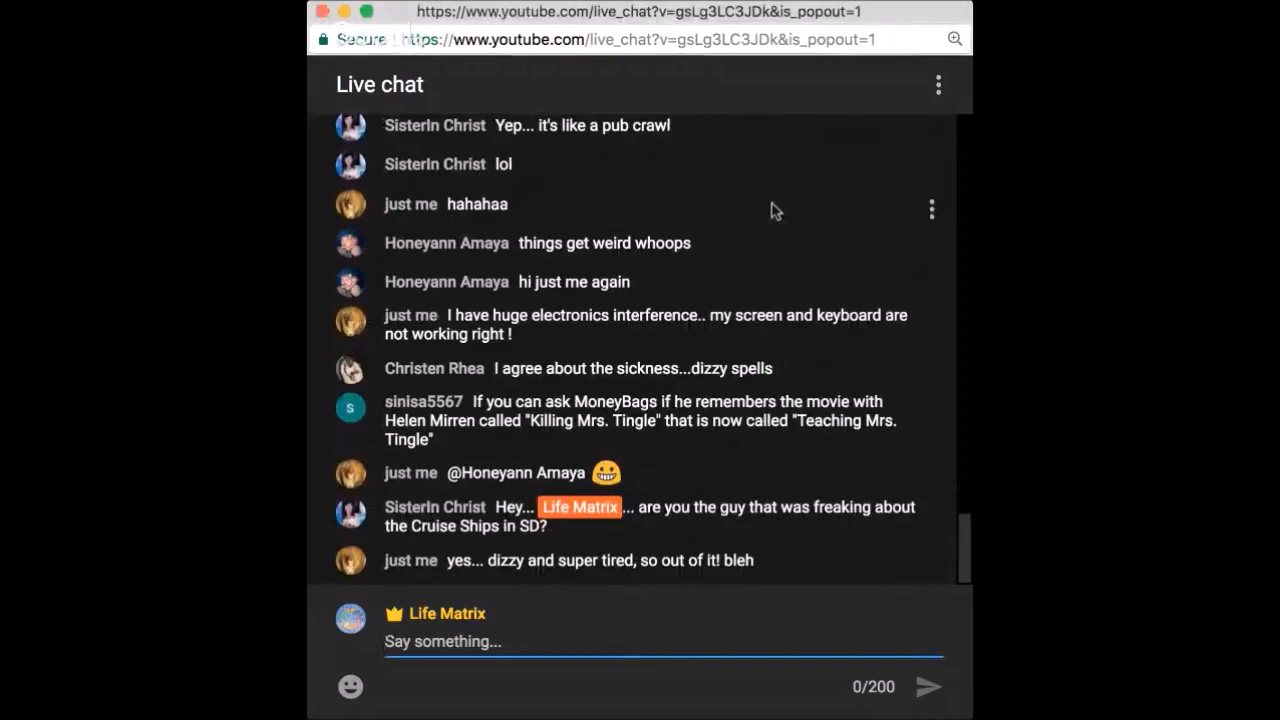 https://www.youtube.com/live_chat?v=gsLg3LC3JDk&is_popout=1
Secure https://www.youtube.com/live_chat?v=gsLg3LC3JDk&is_popout=1
Live chat
SisterIn Christ Yep... it's like a pub crawl
SisterIn Christ lol
just me hahahaa
Honeyann Amaya things get weird whoops
Honeyann Amaya hi just me again
just me I have huge electronics interference.. my screen and keyboard are
not working right !
Christen Rhea I agree about the sickness...dizzy spells
S
sinisa5567 If you can ask MoneyBags if he remembers the movie with
Helen Mirren called "Killing Mrs. Tingle" that is now called "Teaching Mrs.
Tingle"
just me @Honeyann Amaya
SisterIn Christ Hey... Life Matrix... are you the guy that was freaking about
the Cruise Ships in SD?
just me yes... dizzy and super tired, so out of it! bleh
Life Matrix
Say something...
0/200